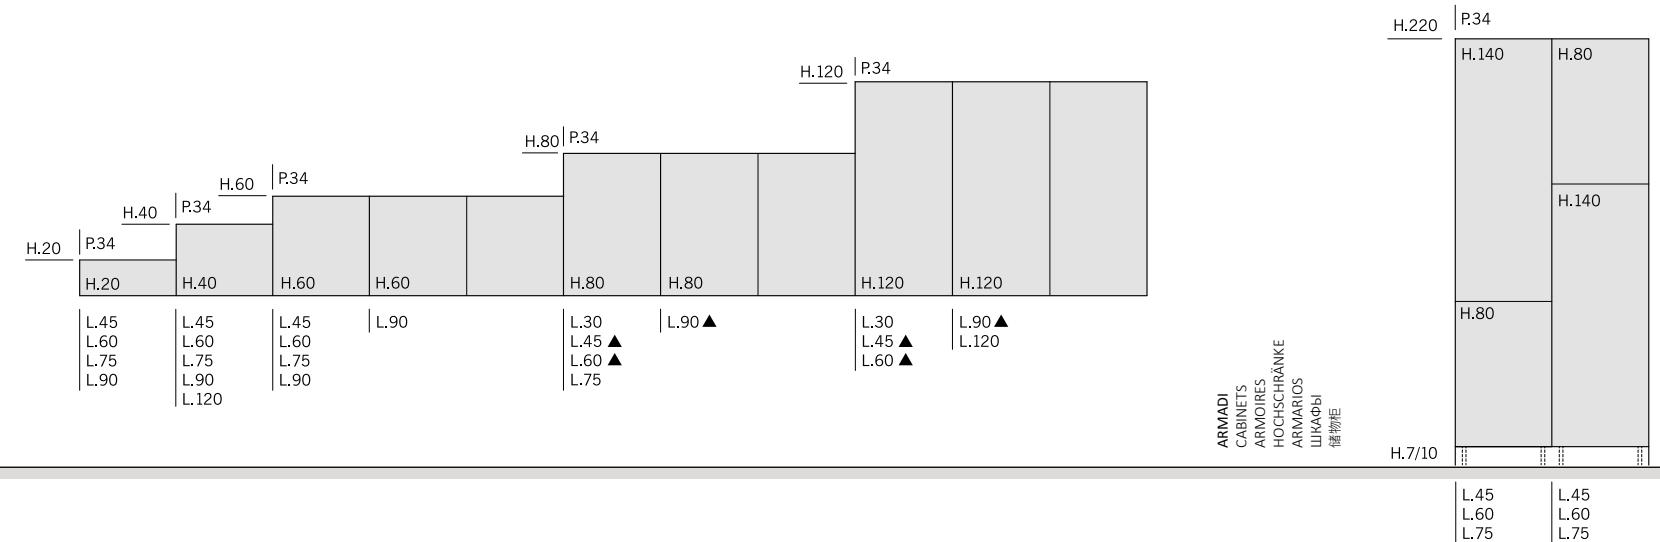 H.20
P.34
H.20
L.45
L.60
L.75
L.90
H.40
P.34
H.40
L.45
L.60
L.75
L.90
L.120
H.60
P.34
H.60
L.45
L.60
L.75
L.90
H.60
L.90
H.80
P.34
H.80
L.30
L.45 ▲
L.60 ▲
L.75
H.80
L.90 ▲
H.120
P.34
H.120
L.30
L.45 ▲
L.60 ▲
H.120
L.90 ▲
L.120
ARMADI
CABINETS
ARMOIRES
HOCHSCHRÄNKE
ARMARIOS
ШКАФЫ
储物柜
H.220
P.34
H.140
H.80
H.80
H.140
H.7/10
L.45
L.60
L.75
L.45
L.60
L.75